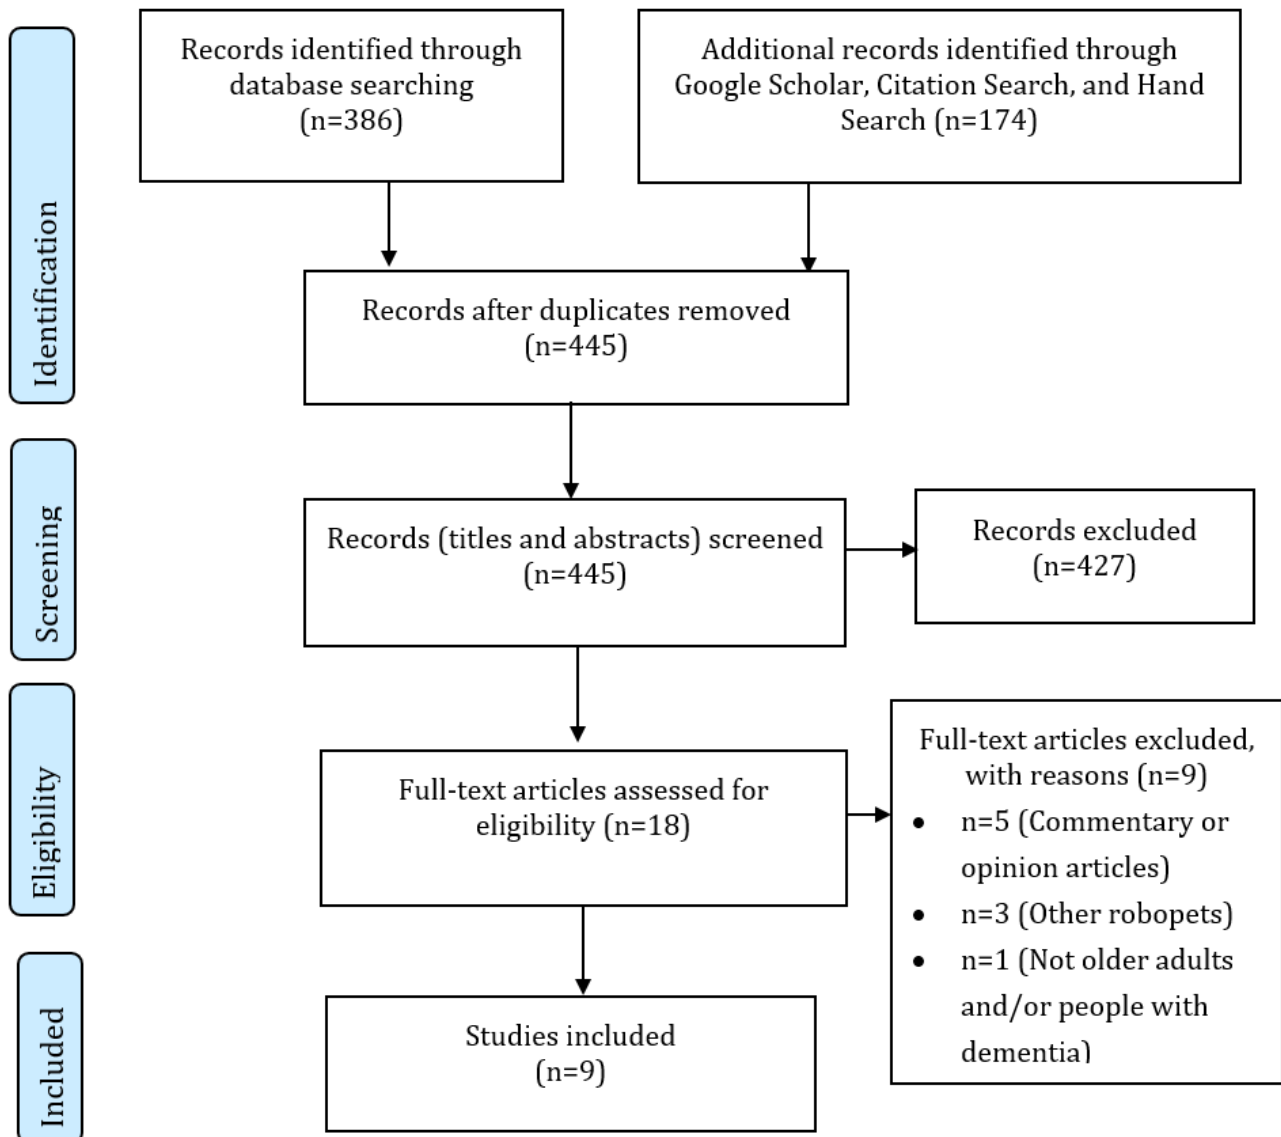 Identification
Records identified through
database searching
(n=386)
Additional records identified through
Google Scholar, Citation Search, and Hand
Search (n=174)
Records after duplicates removed
(n=445)
Screening
Records (titles and abstracts) screened
(n=445)
Records excluded
(n=427)
Eligibility
Full-text articles assessed for
eligibility (n=18)
Full-text articles excluded,
with reasons (n=9)
• n=5 (Commentary or
opinion articles)
• n=3 (Other robopets)
• n=1 (Not older adults
and/or people with
dementia)
Included
Studies included
(n=9)